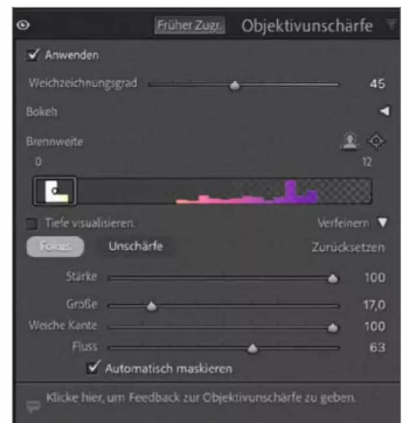 Früher Zugr. Objektivunschärfe
Anwenden
Weichzeichnungsgrad 45
Bokeh
Brennweite
0 12
Tiefe visualisieren Verfeinern
Fokus Unschärfe Zurücksetzen
Stärke 100
Größe 17,0
Weiche Kante 100
Fluss 63
Automatisch maskieren
Klicke hier, um Feedback zur Objektivunschärfe zu geben.